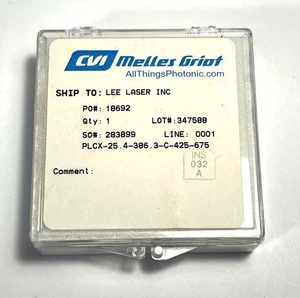 CVI Melles Griot
AllThingsPhotonic.com
SHIP TO: LEE LASER INC
PO#: 18692
Qty: 1 LOT#: 347588
SO#: 283899 LINE: 0001
PLCX-25.4-386.3-C-425-675
INS
032
A
Comment: